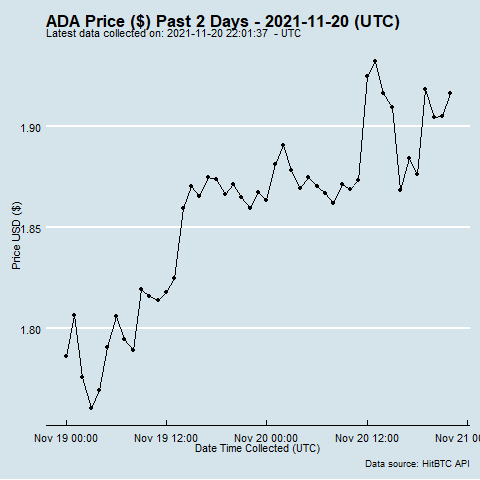 ADA Price ($) Past 2 Days - 2021-11-20 (UTC)
Latest data collected on: 2021-11-20 22:01:37 - UTC
1.90
1.85
1.80
Price USD ($)
Nov 19 00:00 Nov 19 12:00 Nov 20 00:00 Nov 20 12:00 Nov 21 0
Date Time Collected (UTC)
Data source: HitBTC API